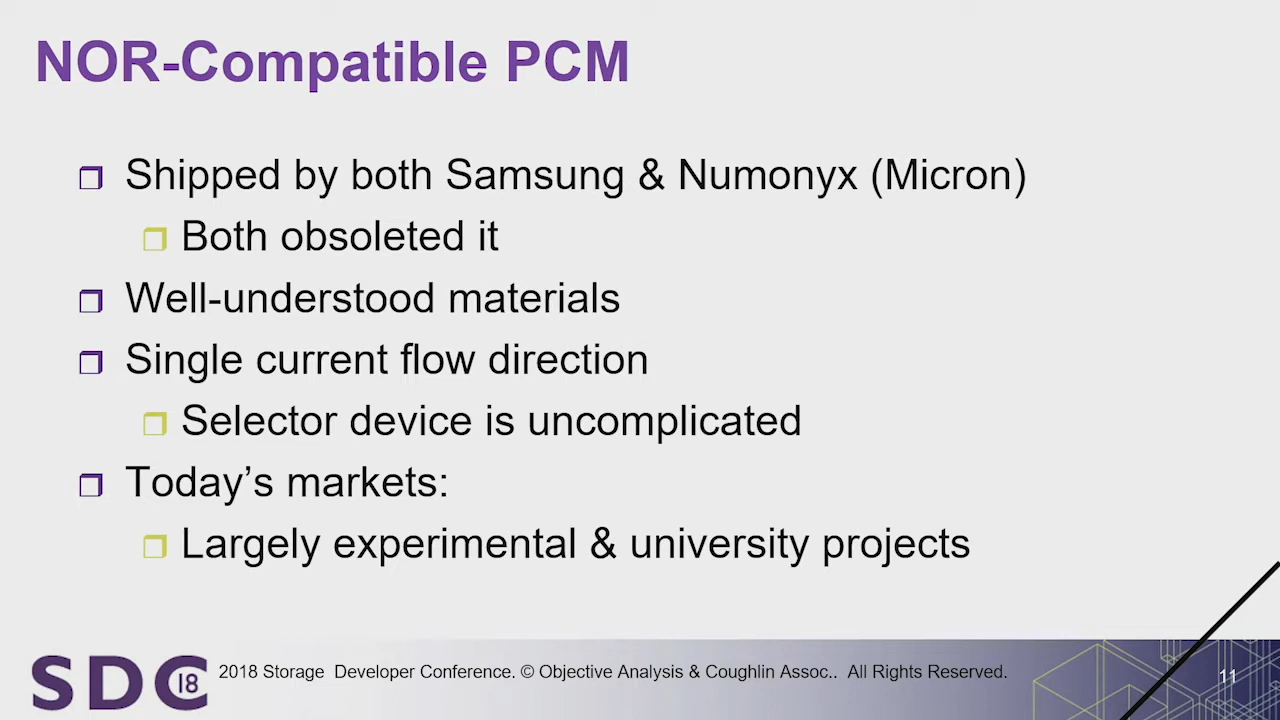 NOR-Compatible PCM
Shipped by both Samsung & Numonyx (Micron)
Both obsoleted it
Well-understood materials
Single current flow direction
Selector device is uncomplicated
Today’s markets:
Largely experimental & university projects
SDC 18
2018 Storage Developer Conference. © Objective Analysis & Coughlin Assoc.. All Rights Reserved.
11